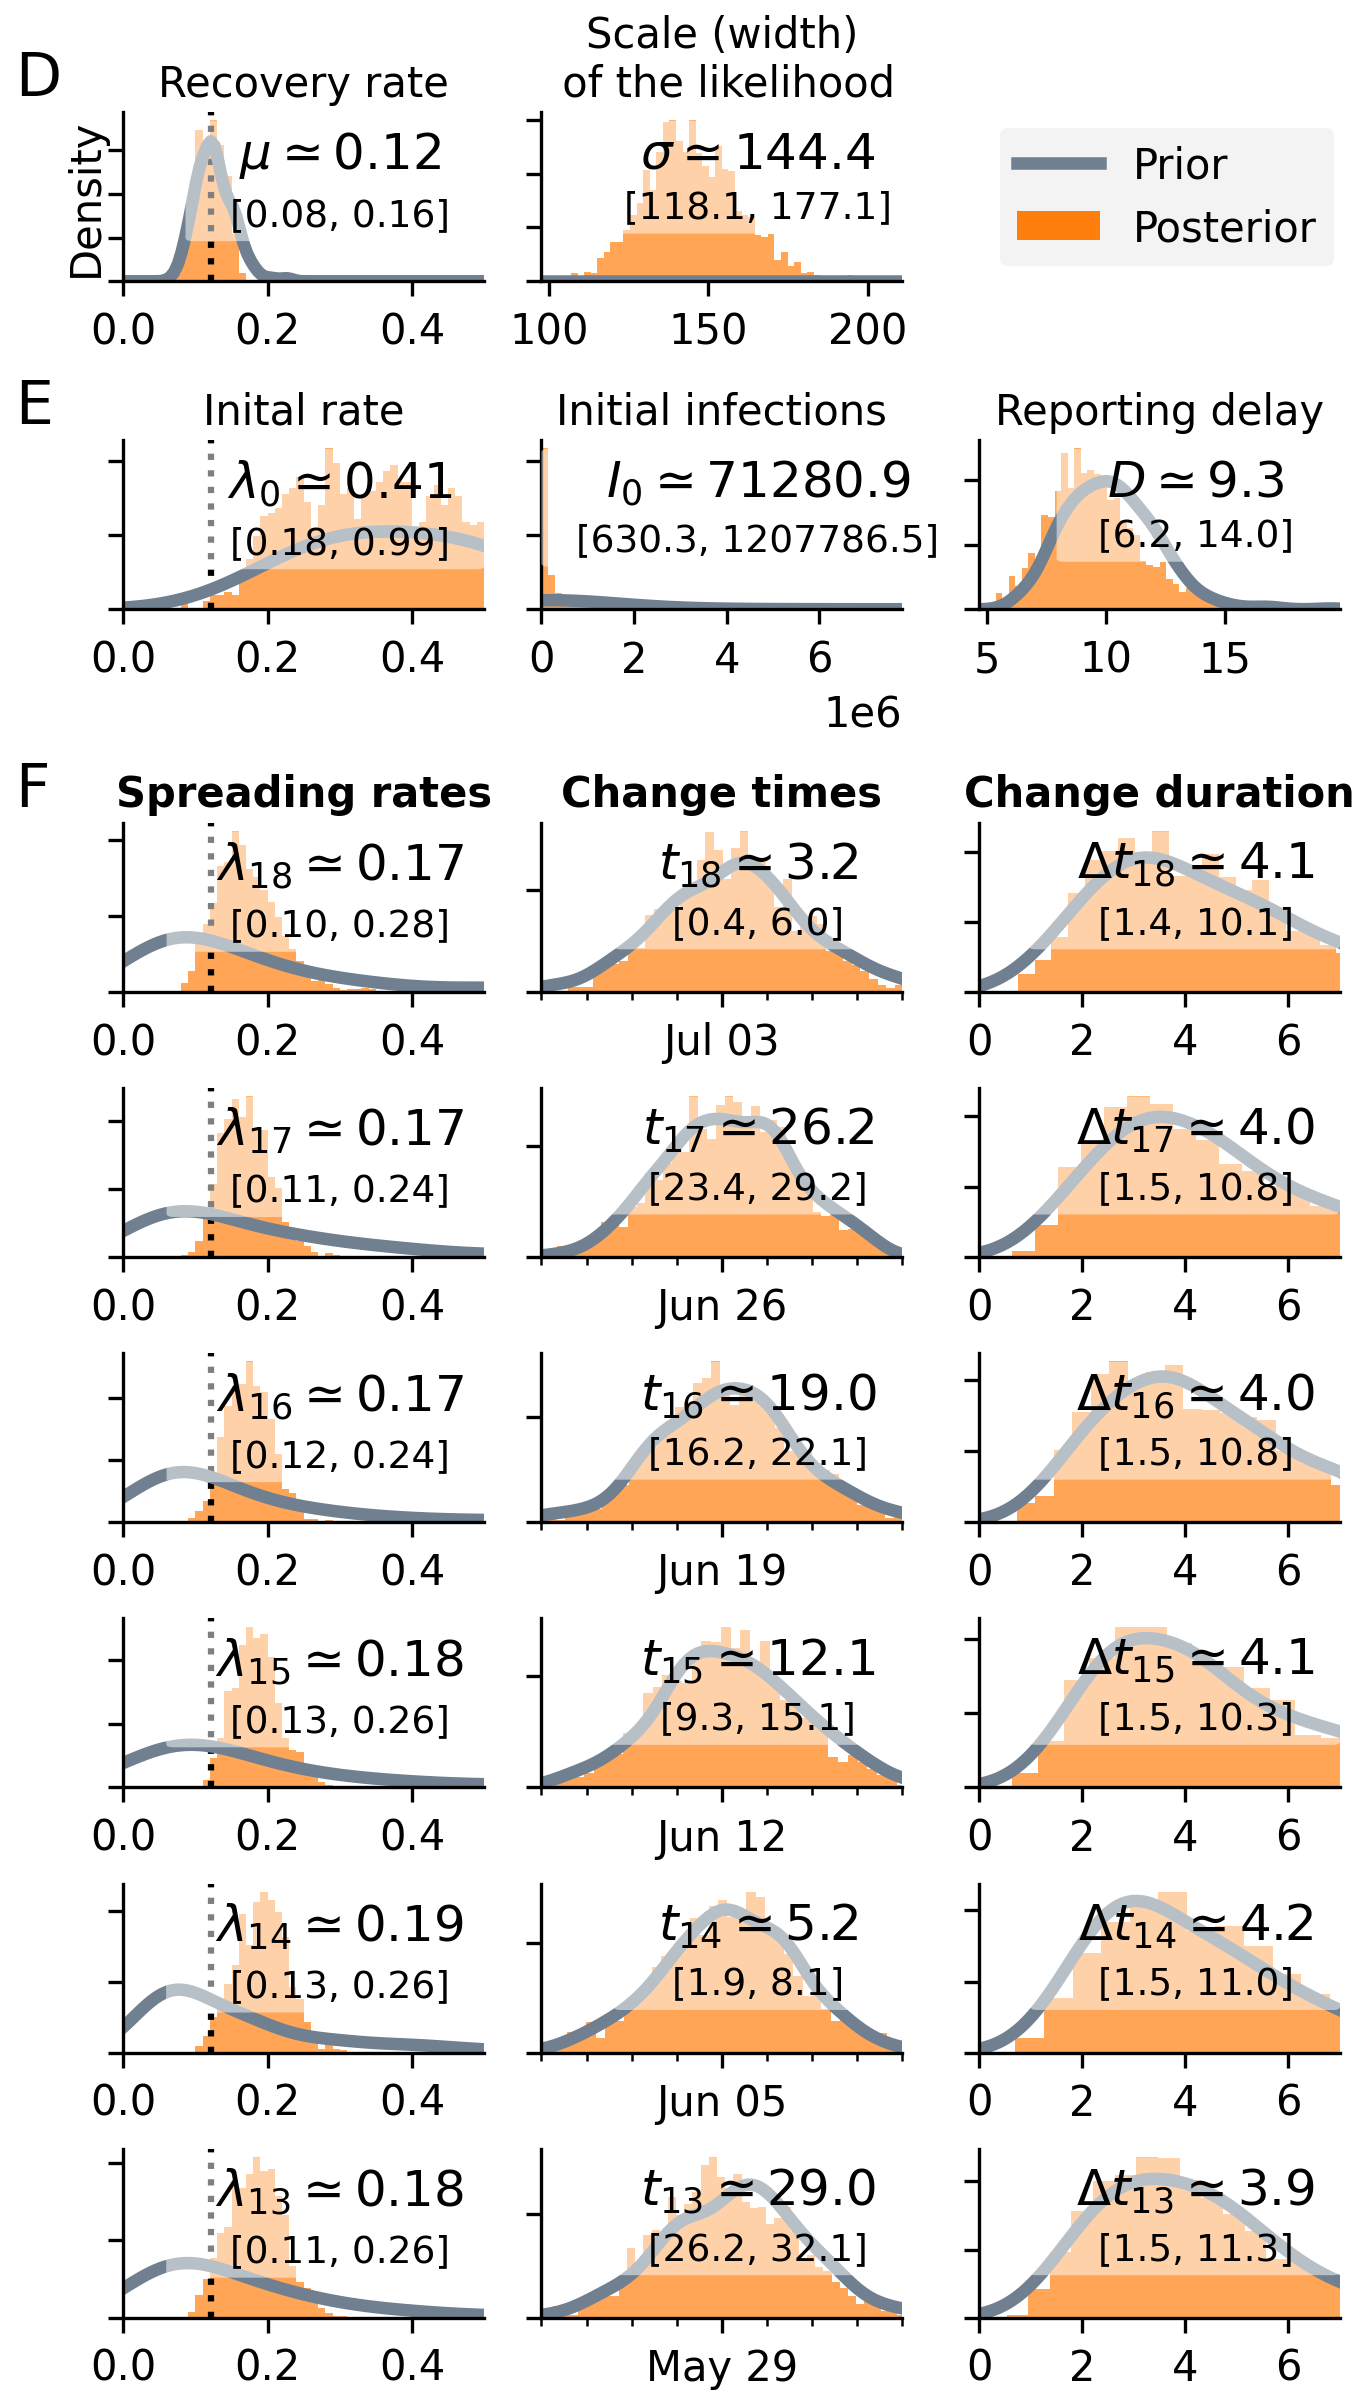 D
Recovery rate
Density
μ ≃ 0.12
[0.08, 0.16]
0.0 0.2 0.4
Scale (width)
of the likelihood
σ ≃ 144.4
[118.1, 177.1]
100 150 200
Prior
Posterior
E
Inital rate
λ₀ ≃ 0.41
[0.18, 0.99]
0.0 0.2 0.4
Initial infections
I₀ ≃ 71280.9
[630.3, 1207786.5]
0 2 4 6
1e6
Reporting delay
D ≃ 9.3
[6.2, 14.0]
5 10 15
F
Spreading rates
Change times
Change duration
λ₁₈ ≃ 0.17
[0.10, 0.28]
0.0 0.2 0.4
t₁₈ ≃ 3.2
[0.4, 6.0]
Jul 03
Δt₁₈ ≃ 4.1
[1.4, 10.1]
0 2 4 6
λ₁₇ ≃ 0.17
[0.11, 0.24]
0.0 0.2 0.4
t₁₇ ≃ 26.2
[23.4, 29.2]
Jun 26
Δt₁₇ ≃ 4.0
[1.5, 10.8]
0 2 4 6
λ₁₆ ≃ 0.17
[0.12, 0.24]
0.0 0.2 0.4
t₁₆ ≃ 19.0
[16.2, 22.1]
Jun 19
Δt₁₆ ≃ 4.0
[1.5, 10.8]
0 2 4 6
λ₁₅ ≃ 0.18
[0.13, 0.26]
0.0 0.2 0.4
t₁₅ ≃ 12.1
[9.3, 15.1]
Jun 12
Δt₁₅ ≃ 4.1
[1.5, 10.3]
0 2 4 6
λ₁₄ ≃ 0.19
[0.13, 0.26]
0.0 0.2 0.4
t₁₄ ≃ 5.2
[1.9, 8.1]
Jun 05
Δt₁₄ ≃ 4.2
[1.5, 11.0]
0 2 4 6
λ₁₃ ≃ 0.18
[0.11, 0.26]
0.0 0.2 0.4
t₁₃ ≃ 29.0
[26.2, 32.1]
May 29
Δt₁₃ ≃ 3.9
[1.5, 11.3]
0 2 4 6